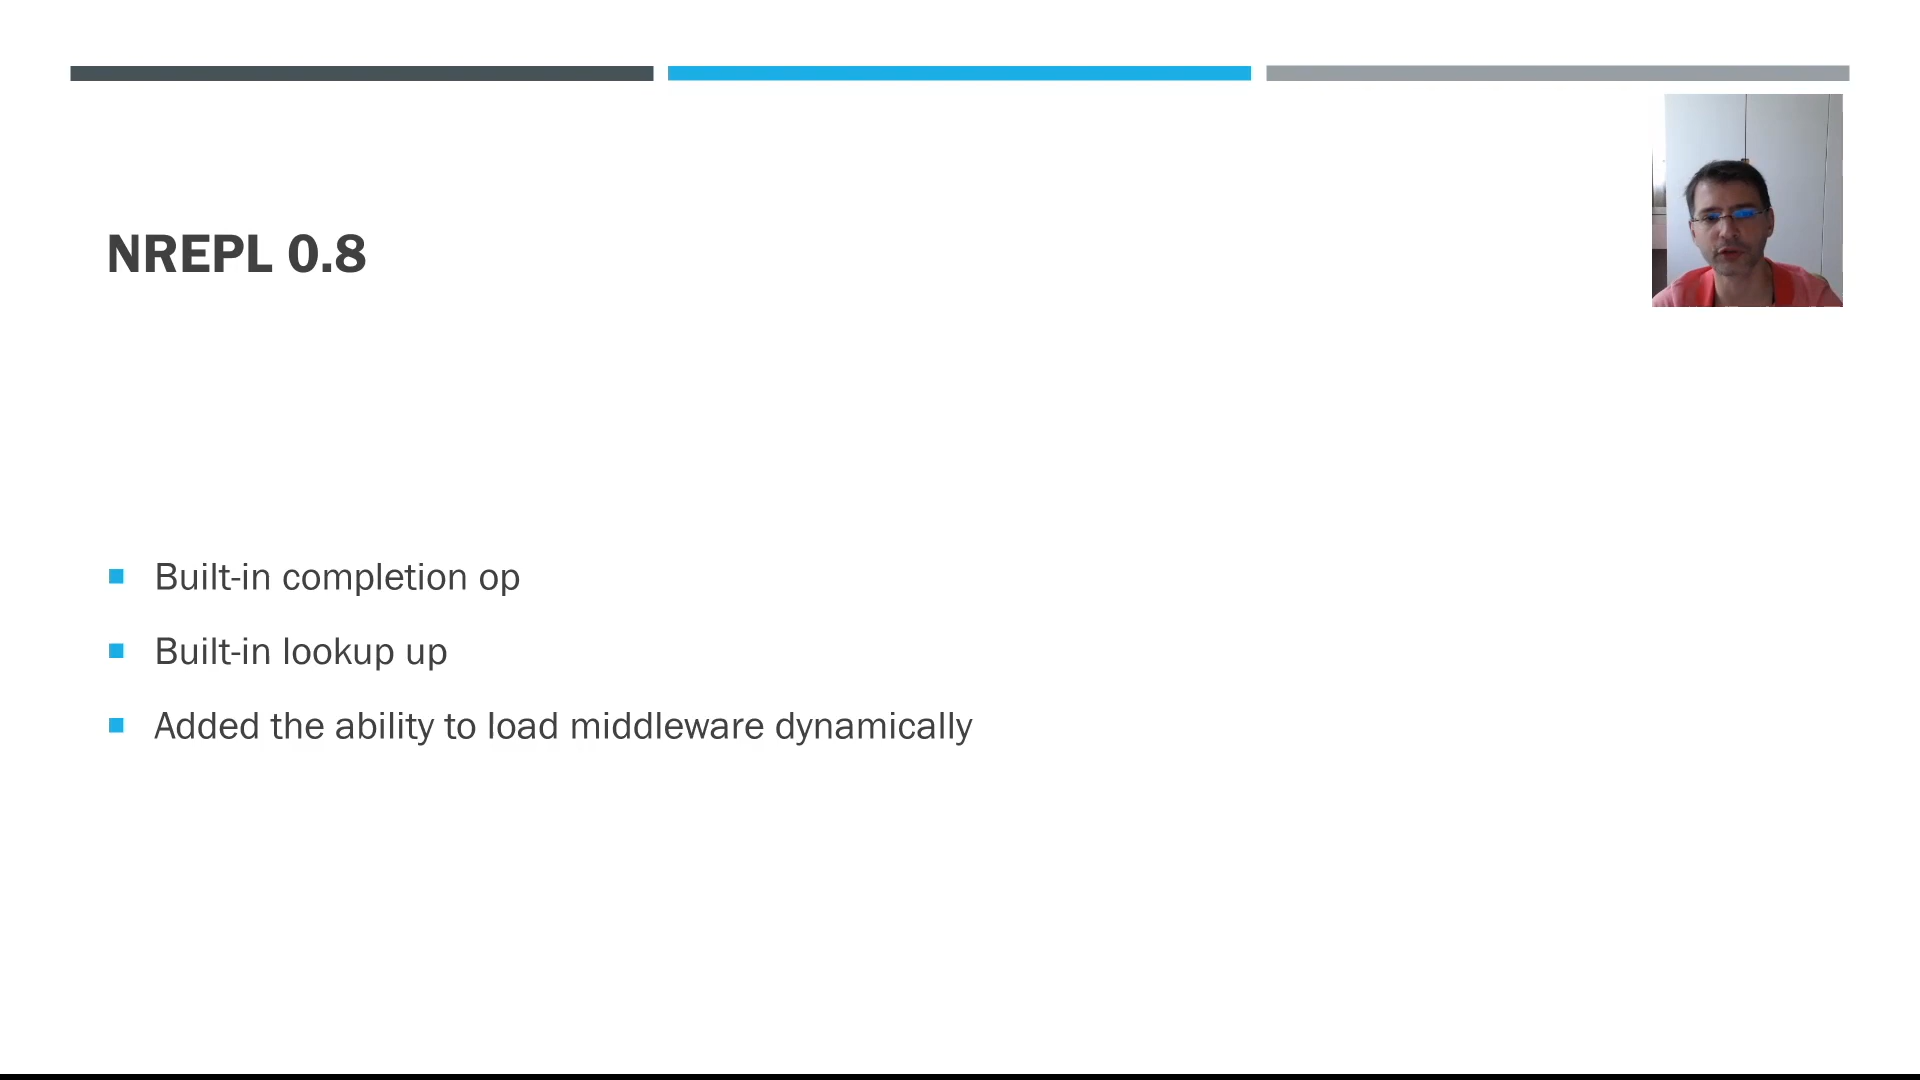 NREPL 0.8
Built-in completion op
Built-in lookup up
Added the ability to load middleware dynamically